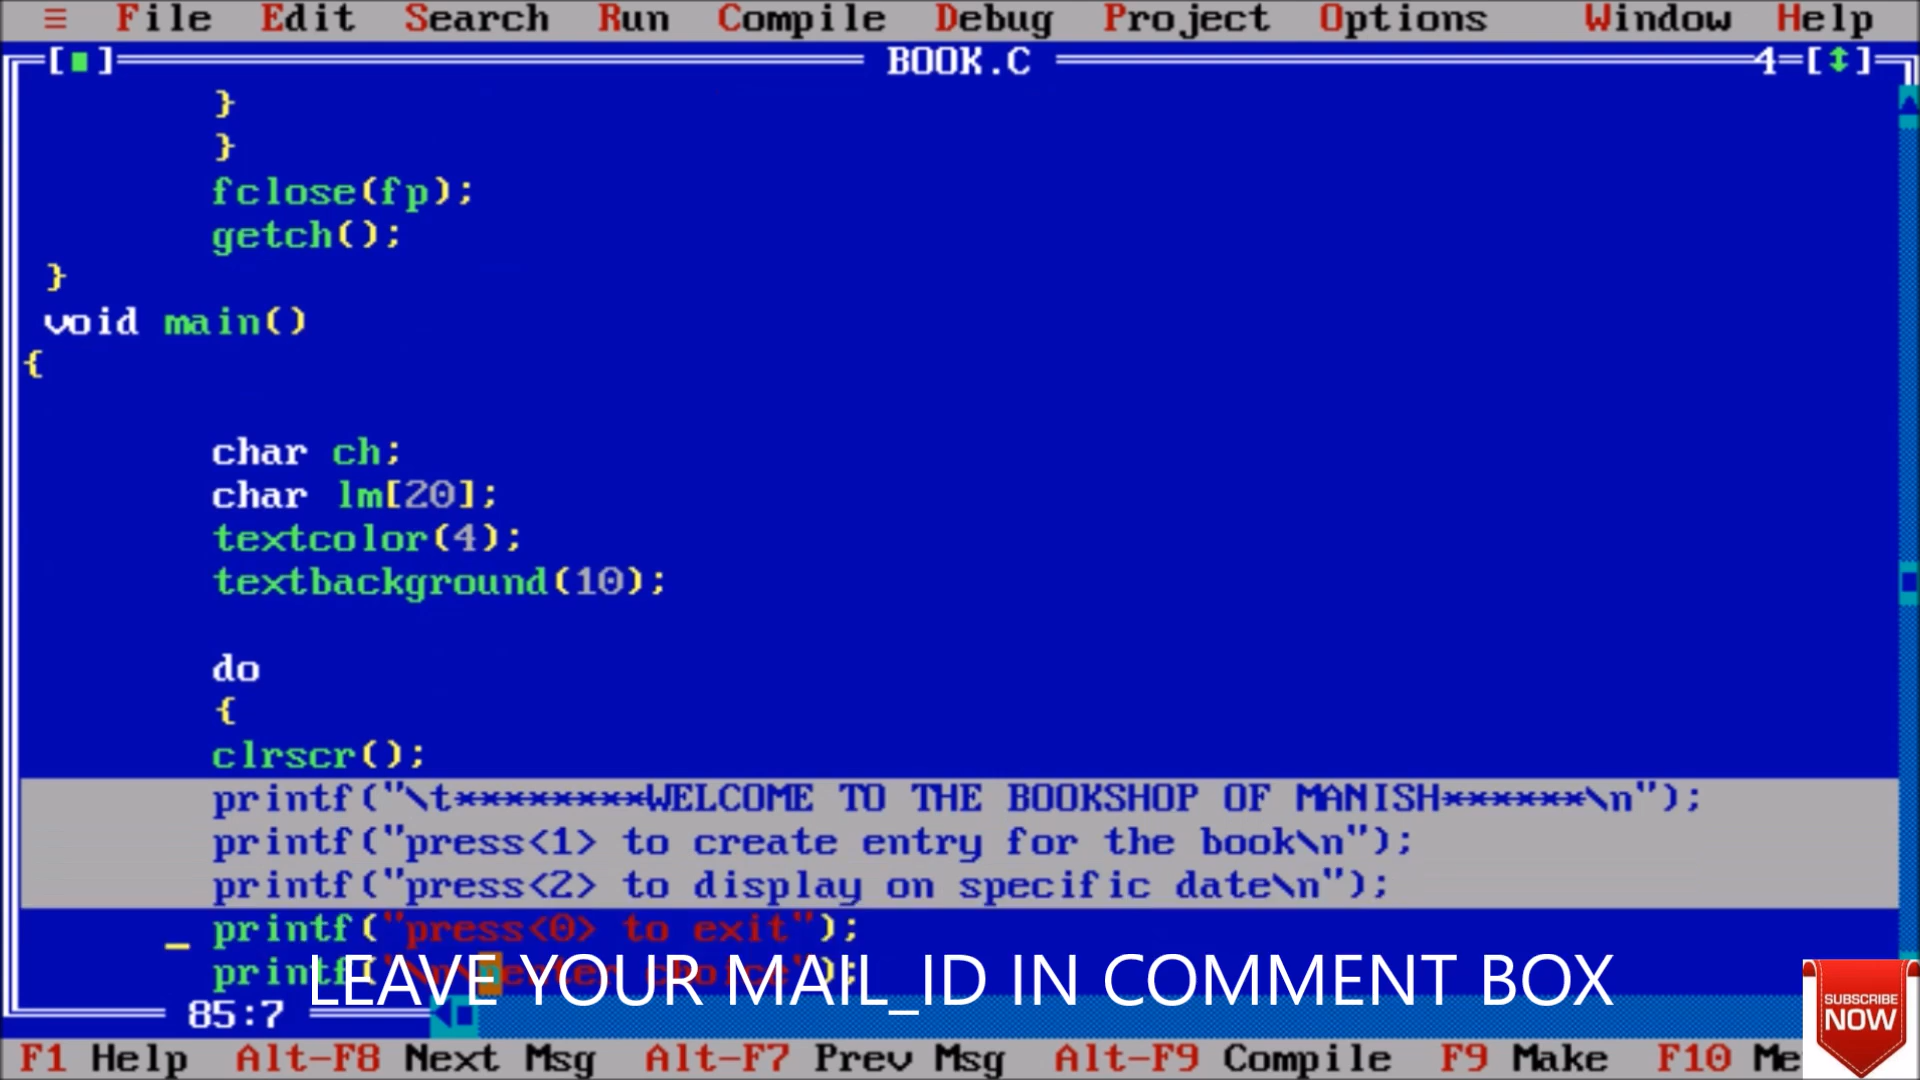 ≡ File Edit Search Run Compile Debug Project Options Window Help
[■] BOOK.C 4=[↕]
}
}
fclose(fp);
getch();
}
void main()
{
char ch;
char lm[20];
textcolor(4);
textbackground(10);
do
{
clrscr();
printf("\t********WELCOME TO THE BOOKSHOP OF MANISH******\n");
printf("press<1> to create entry for the book\n");
printf("press<2> to display on specific date\n");
printf("press<0> to exit");
printf(
LEAVE YOUR MAIL_ID IN COMMENT BOX
85:7
SUBSCRIBE
NOW
F1 Help Alt-F8 Next Msg Alt-F7 Prev Msg Alt-F9 Compile F9 Make F10 Me